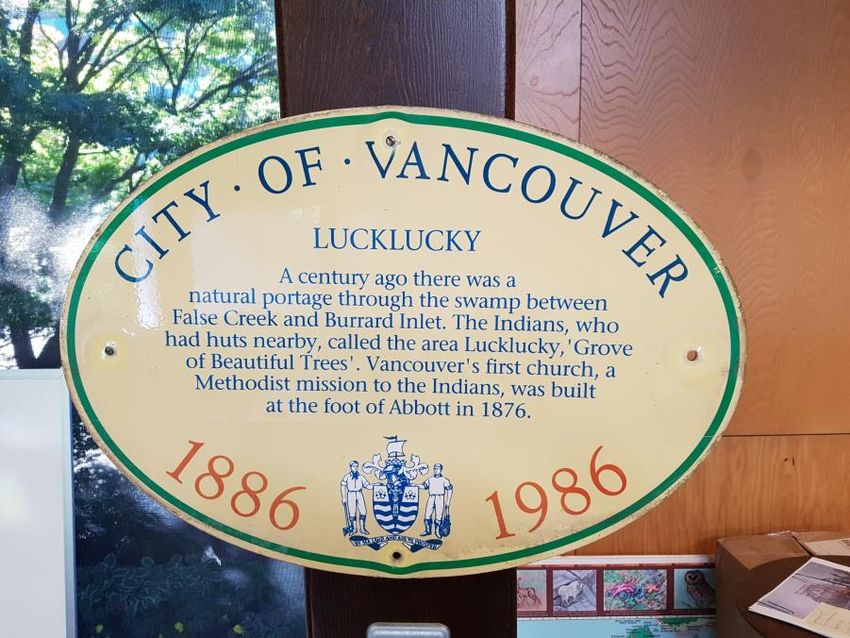 CITY · OF · VANCOUVER
LUCKLUCKY
A century ago there was a
natural portage through the swamp between
False Creek and Burrard Inlet. The Indians, who
had huts nearby, called the area Lucklucky,'Grove
of Beautiful Trees'. Vancouver's first church, a
Methodist mission to the Indians, was built
at the foot of Abbott in 1876.
1886
1986